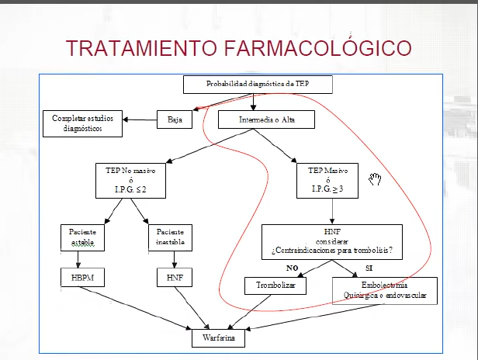 TRATAMIENTO FARMACOLÓGICO
Probabilidad diagnóstica de TEP
Completar estudios
diagnósticos
Baja
Intermedia o Alta
TEP No masivo
ó
I.P.G. ≤ 2
TEP Masivo
ó
I.P.G. ≥ 3
Paciente
estable
Paciente
inestable
HNF
considerar
¿Contraindicaciones para trombolisis?
NO
SI
HBPM
HNF
Trombolizar
Embolectomia
Quirúrgica o endovascular
Warfarina